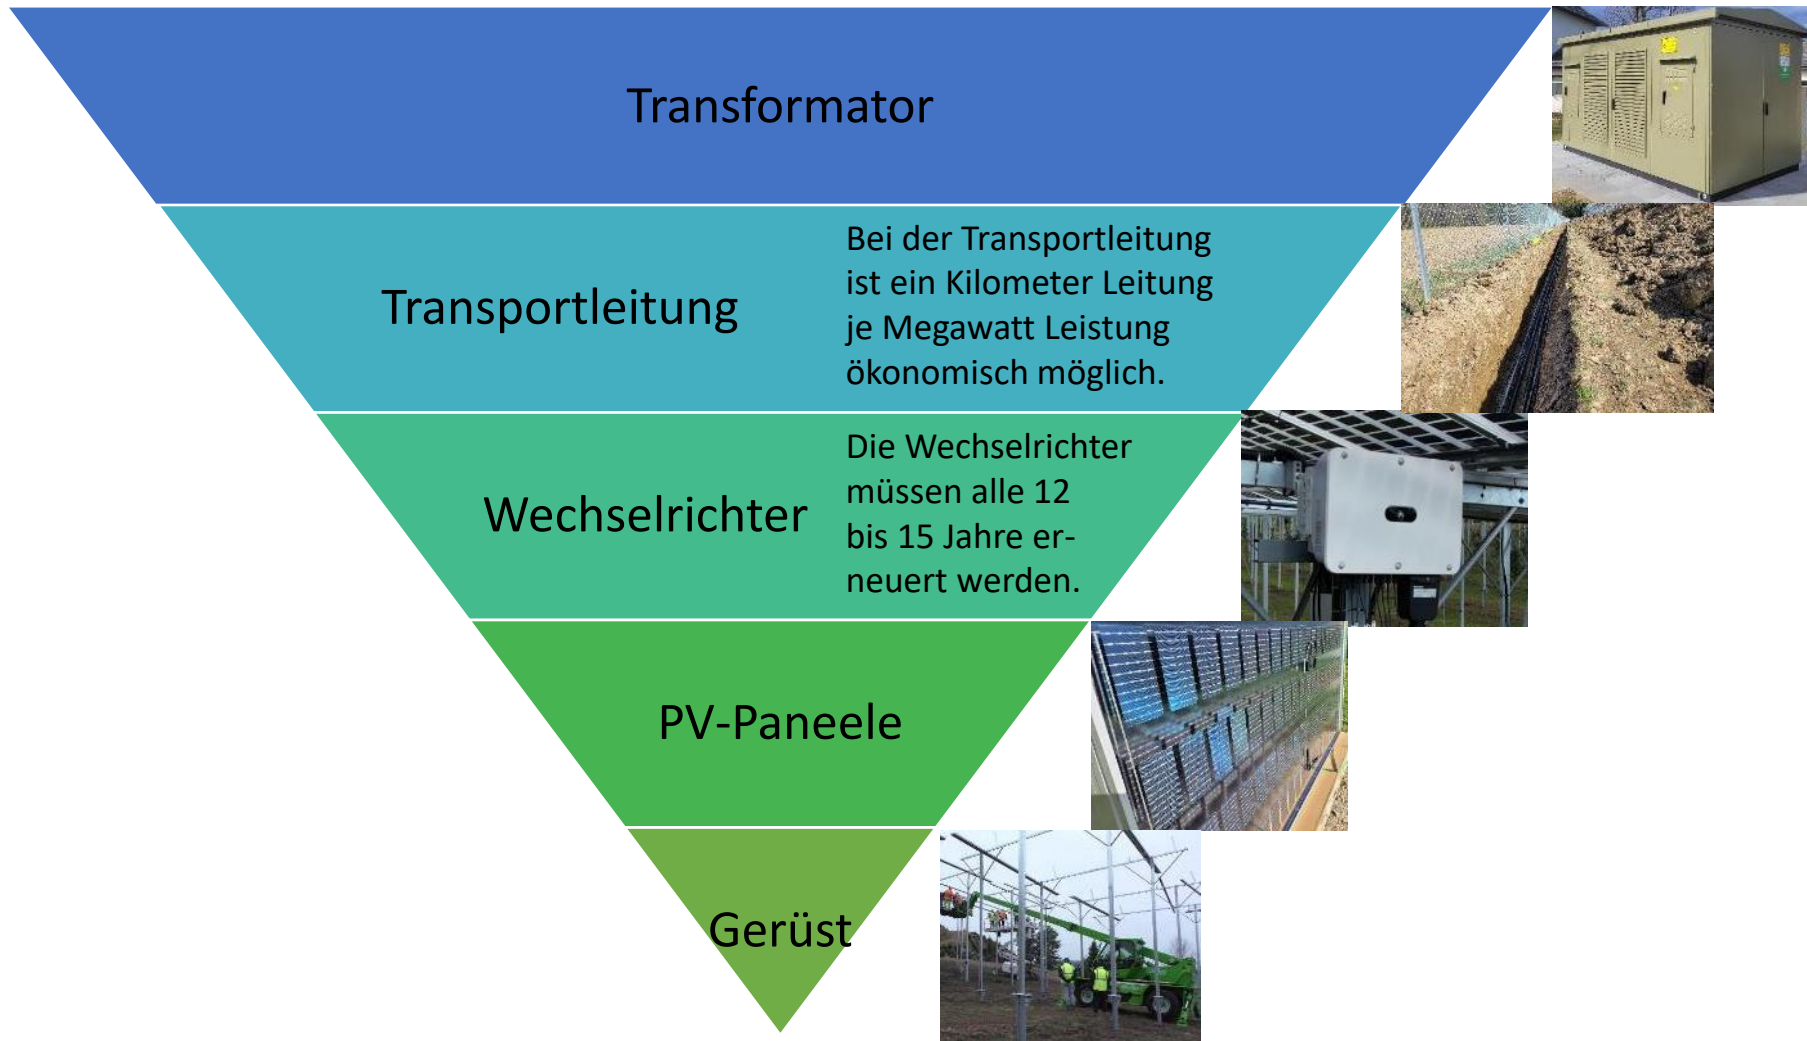 Transformator
Transportleitung
Bei der Transportleitung
ist ein Kilometer Leitung
je Megawatt Leistung
ökonomisch möglich.
Wechselrichter
Die Wechselrichter
müssen alle 12
bis 15 Jahre er-
neuert werden.
PV-Paneele
Gerüst